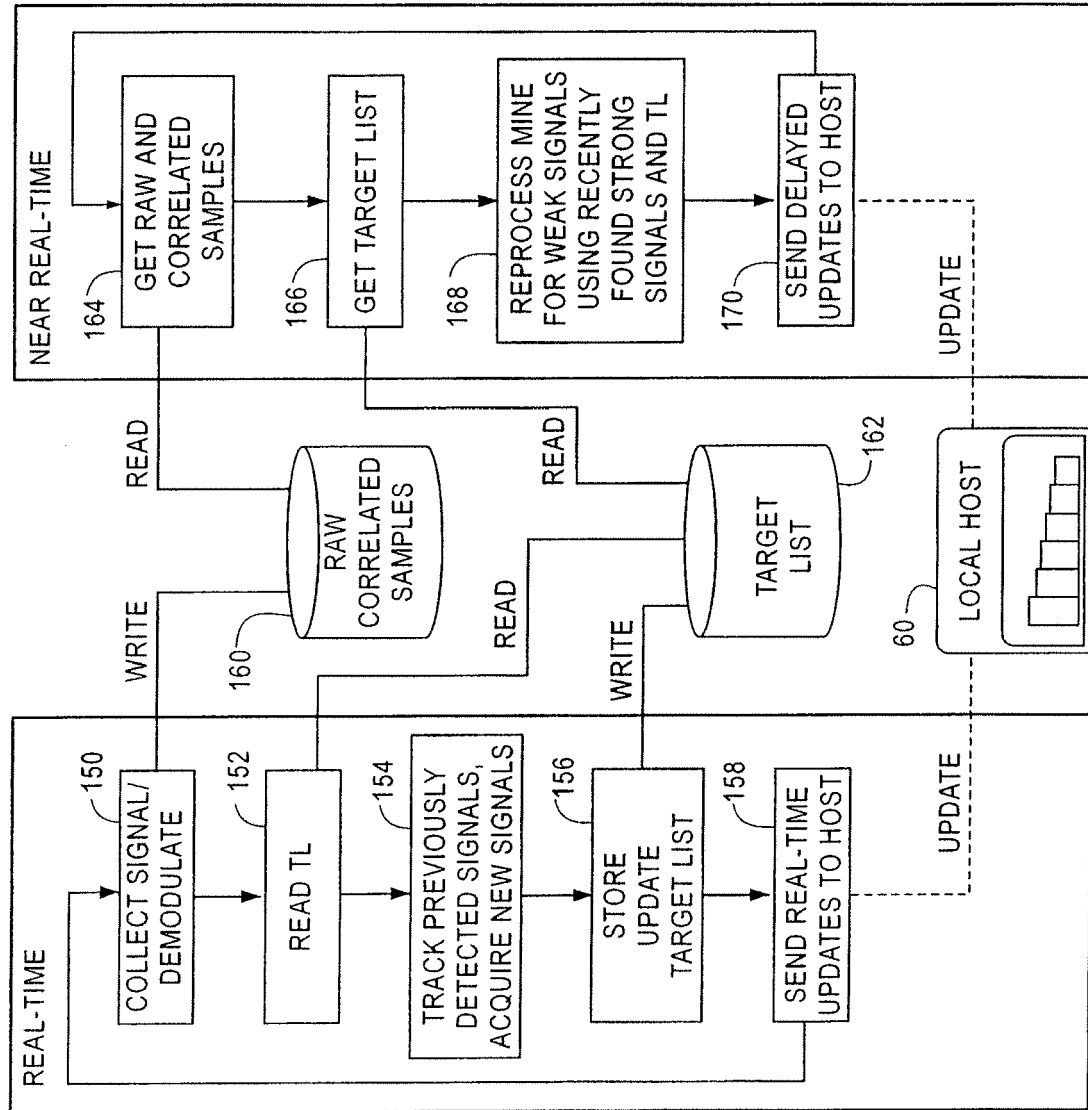 REAL-TIME
150
COLLECT SIGNAL/
DEMODULATE
152
READ TL
154
TRACK PREVIOUSLY
DETECTED SIGNALS,
ACQUIRE NEW SIGNALS
156
STORE
UPDATE
TARGET LIST
158
SEND REAL-TIME
UPDATES TO HOST
WRITE
160
RAW
CORRELATED
SAMPLES
READ
READ
WRITE
READ
162
TARGET
LIST
UPDATE
60
LOCAL HOST
UPDATE
NEAR REAL-TIME
164
GET RAW AND
CORRELATED
SAMPLES
166
GET TARGET LIST
168
REPROCESS MINE
FOR WEAK SIGNALS
USING RECENTLY
FOUND STRONG
SIGNALS AND TL
170
SEND DELAYED
UPDATES TO HOST